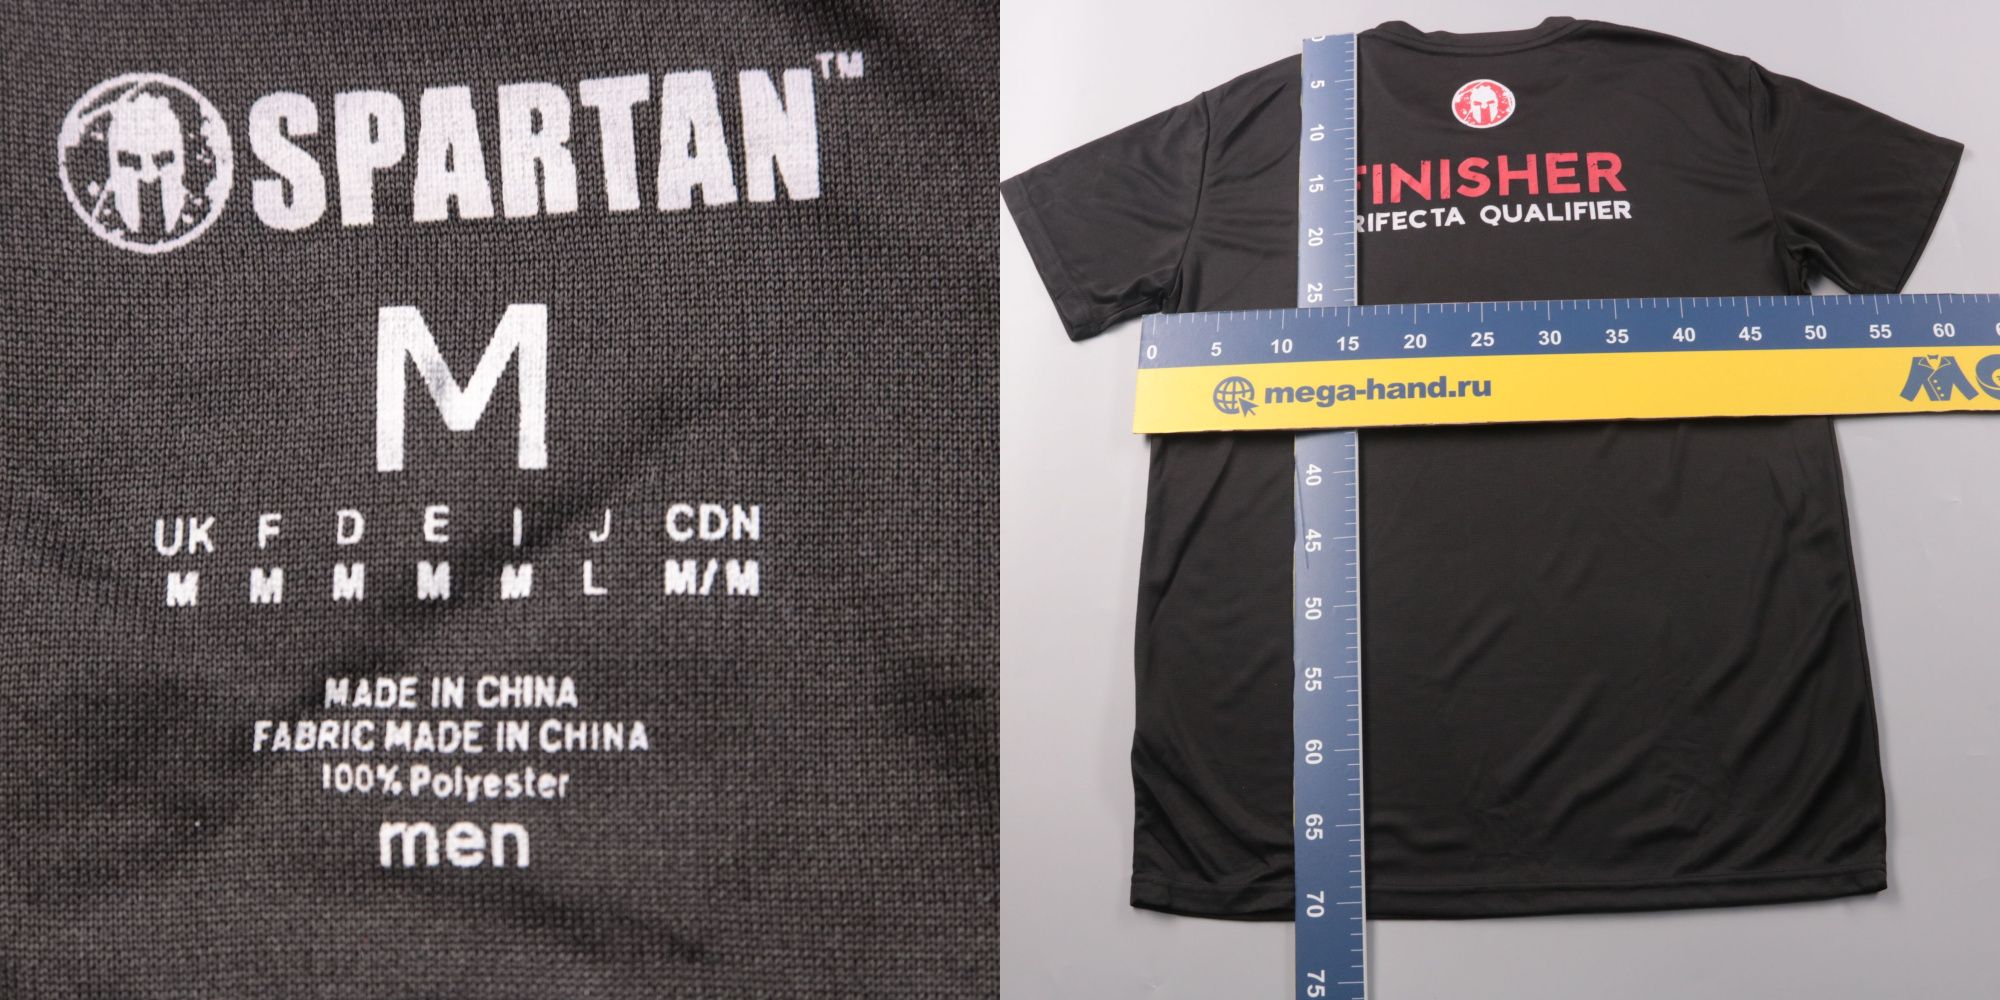 SPARTAN™
M
UK F D E I J CDN
M M M M M L M/M
MADE IN CHINA
FABRIC MADE IN CHINA
100% Polyester
men
FINISHER
RIFECTA QUALIFIER
0 5 10 15 20 25
0 5 10 15 20 25 30 35 40 45 50 55 60
mega-hand.ru
40 45 50 55 60 65 70 75